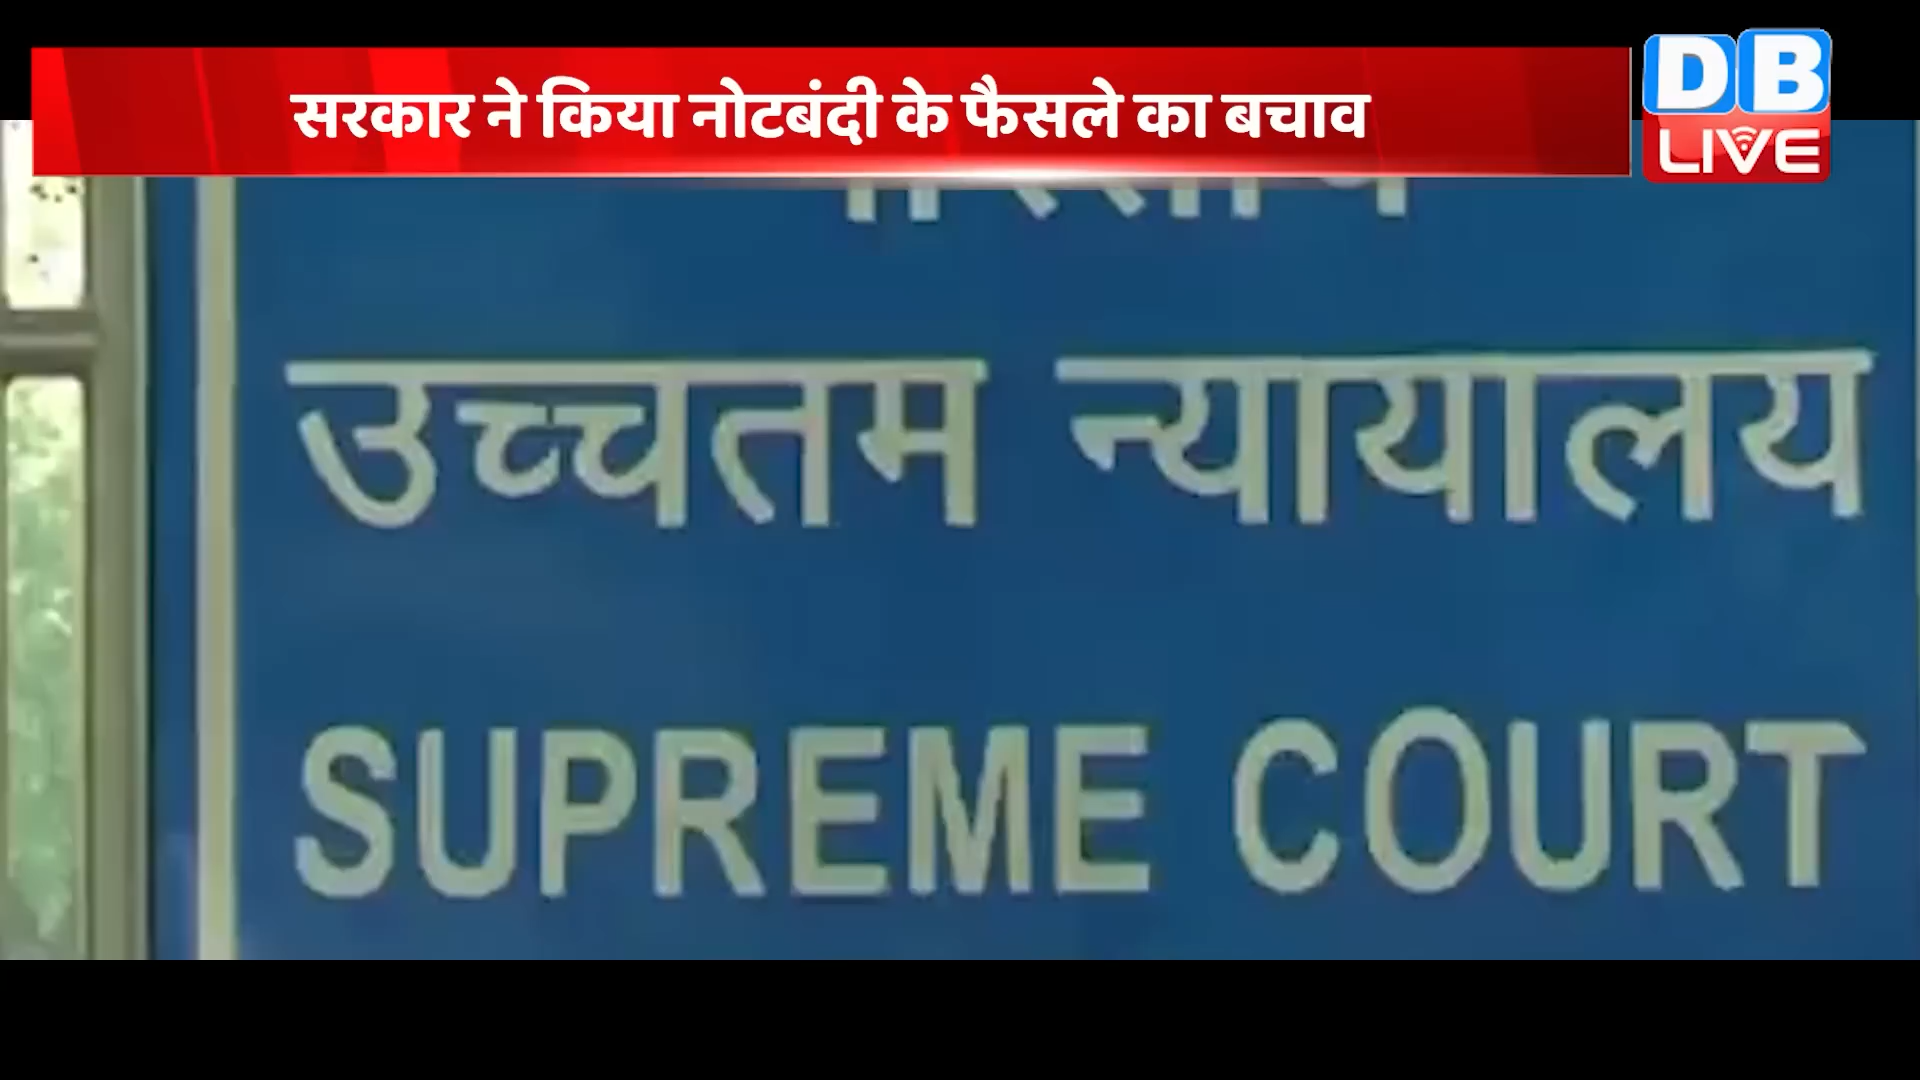 सरकार ने किया नोटबंदी के फैसले का बचाव
DB
LIVE
उच्चतम न्यायालय
SUPREME COURT